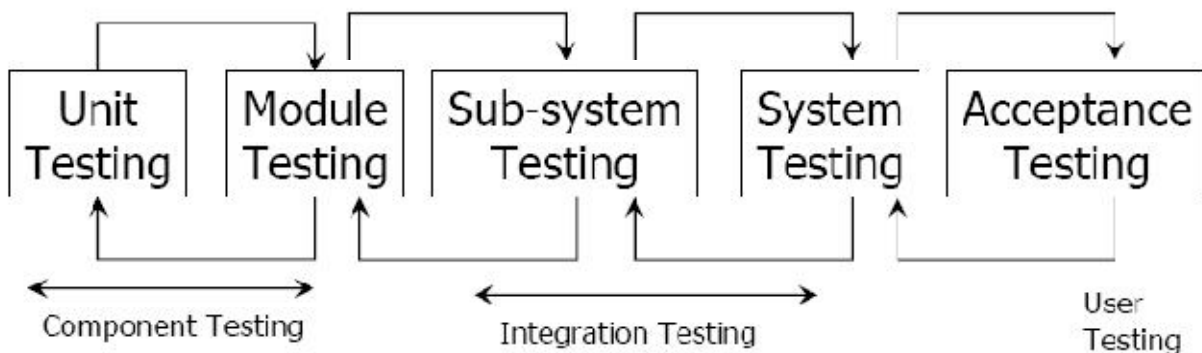 Unit
Testing
Module
Testing
Sub-system
Testing
System
Testing
Acceptance
Testing
Component Testing
Integration Testing
User
Testing